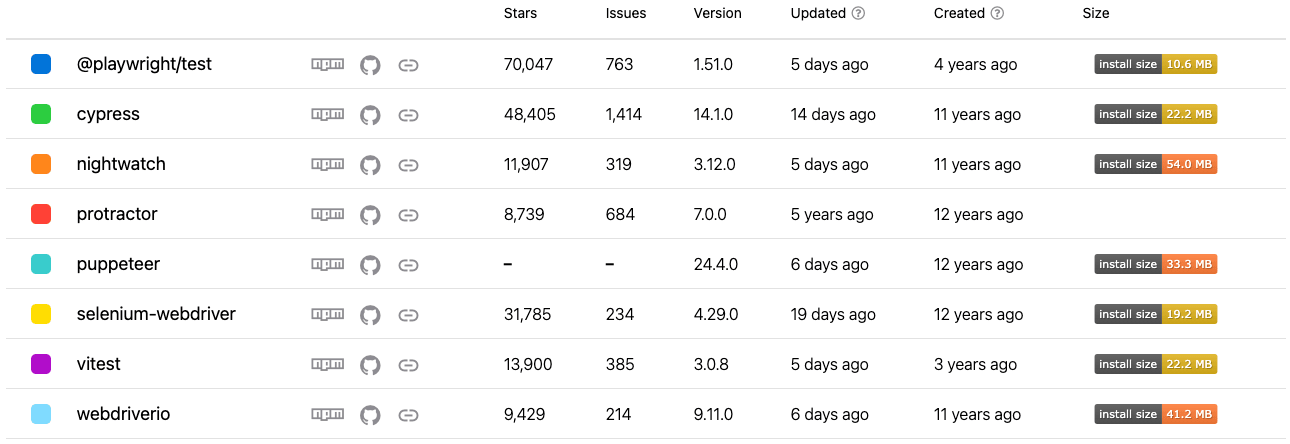 Stars Issues Version Updated ? Created ? Size
@playwright/test npm 70,047 763 1.51.0 5 days ago 4 years ago install size 10.6 MB
cypress npm 48,405 1,414 14.1.0 14 days ago 11 years ago install size 22.2 MB
nightwatch npm 11,907 319 3.12.0 5 days ago 11 years ago install size 54.0 MB
protractor npm 8,739 684 7.0.0 5 years ago 12 years ago
puppeteer npm – – 24.4.0 6 days ago 12 years ago install size 33.3 MB
selenium-webdriver npm 31,785 234 4.29.0 19 days ago 12 years ago install size 19.2 MB
vitest npm 13,900 385 3.0.8 5 days ago 3 years ago install size 22.2 MB
webdriverio npm 9,429 214 9.11.0 6 days ago 11 years ago install size 41.2 MB